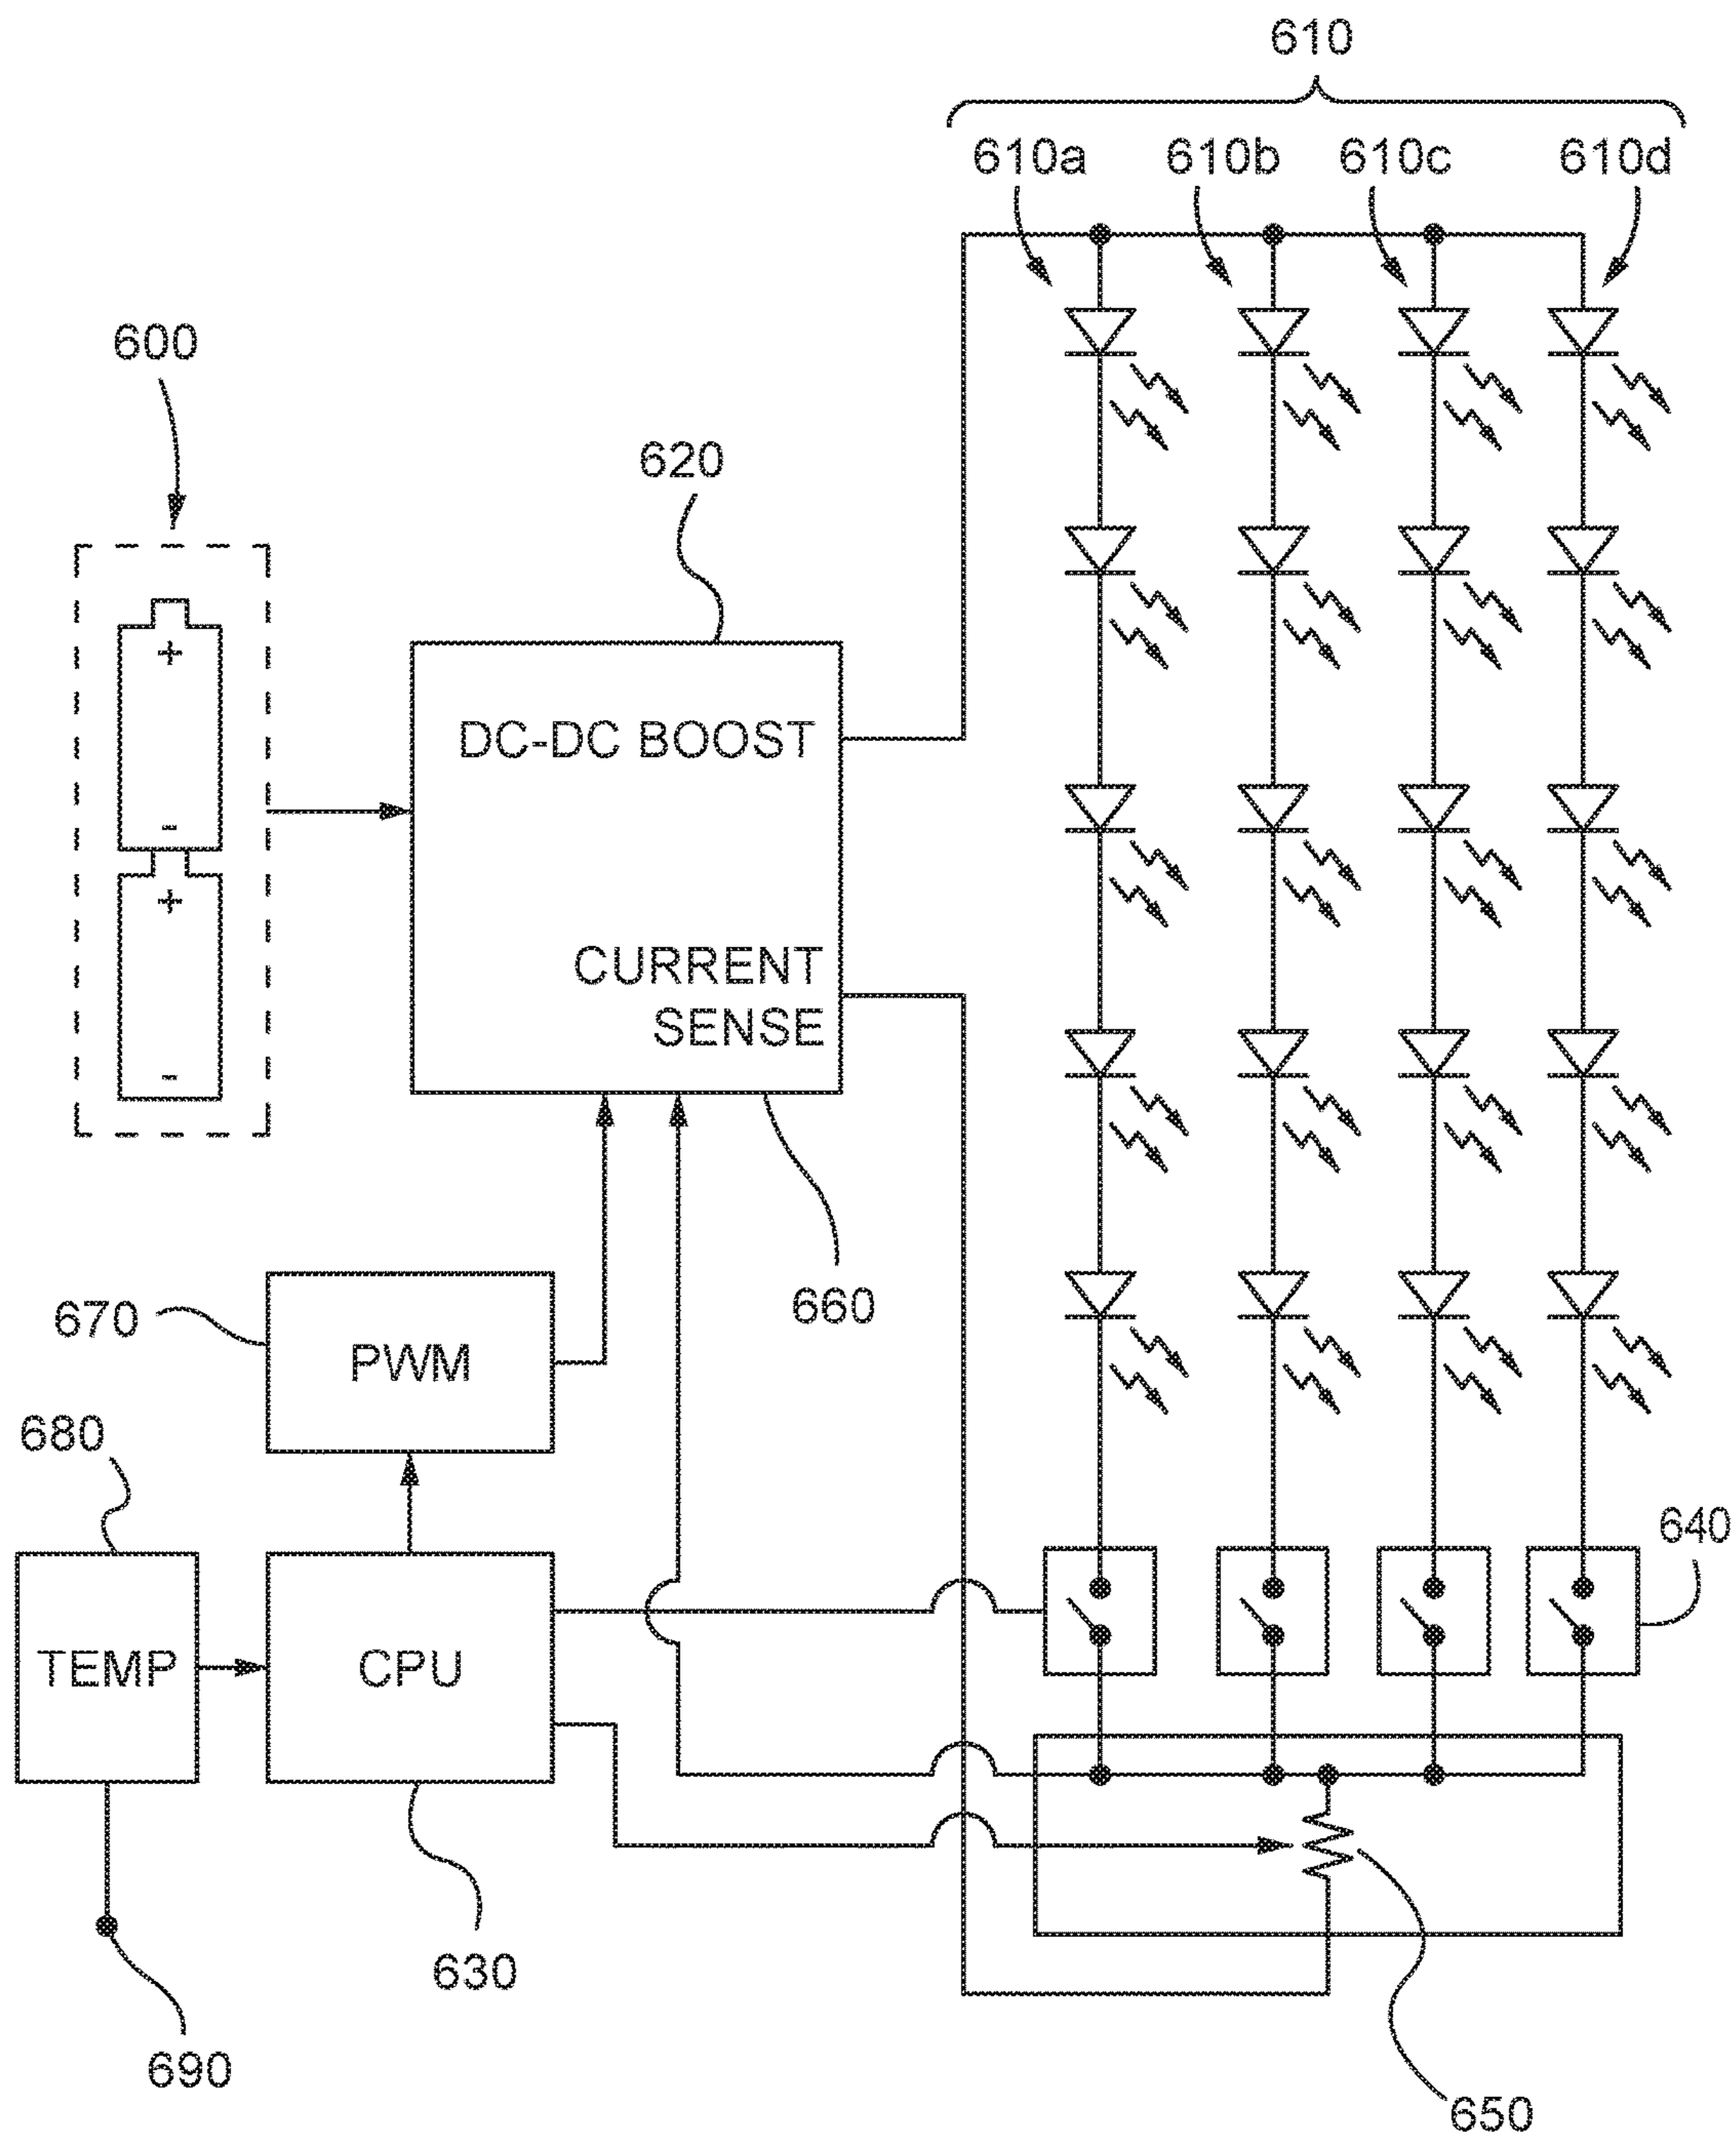 610
610a 610b 610c 610d
600
620
+
-
+
-
DC-DC BOOST
CURRENT
SENSE
660
670
PWM
680
TEMP
CPU
640
630
690
650